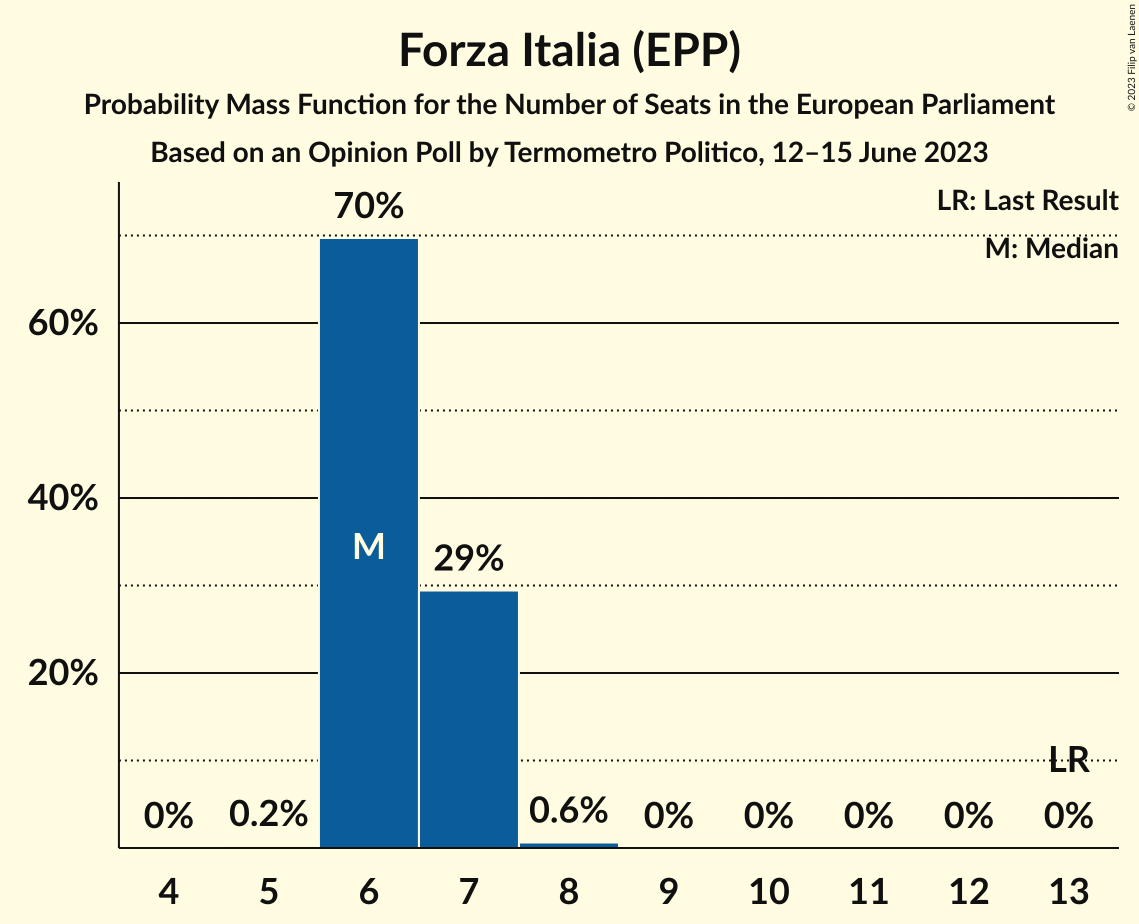 Forza Italia (EPP)
Probability Mass Function for the Number of Seats in the European Parliament
Based on an Opinion Poll by Termometro Politico, 12–15 June 2023
© 2023 Filip van Laenen
LR: Last Result
M: Median
70%
60%
40%
M
29%
20%
LR
0% 0.2% 0.6% 0% 0% 0% 0% 0%
4 5 6 7 8 9 10 11 12 13